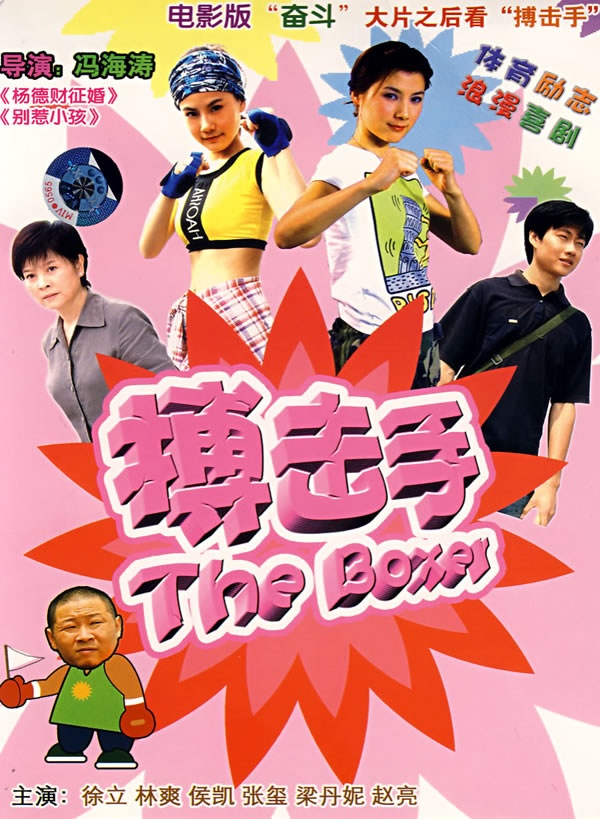 电影版“奋斗” 大片之后看“搏击手”
导演：冯海涛
《杨德财征婚》
《别惹小孩》
体育励志
浪漫喜剧
MIV●0565
搏击手
The Boxer
主演：徐立 林爽 侯凯 张玺 梁丹妮 赵亮